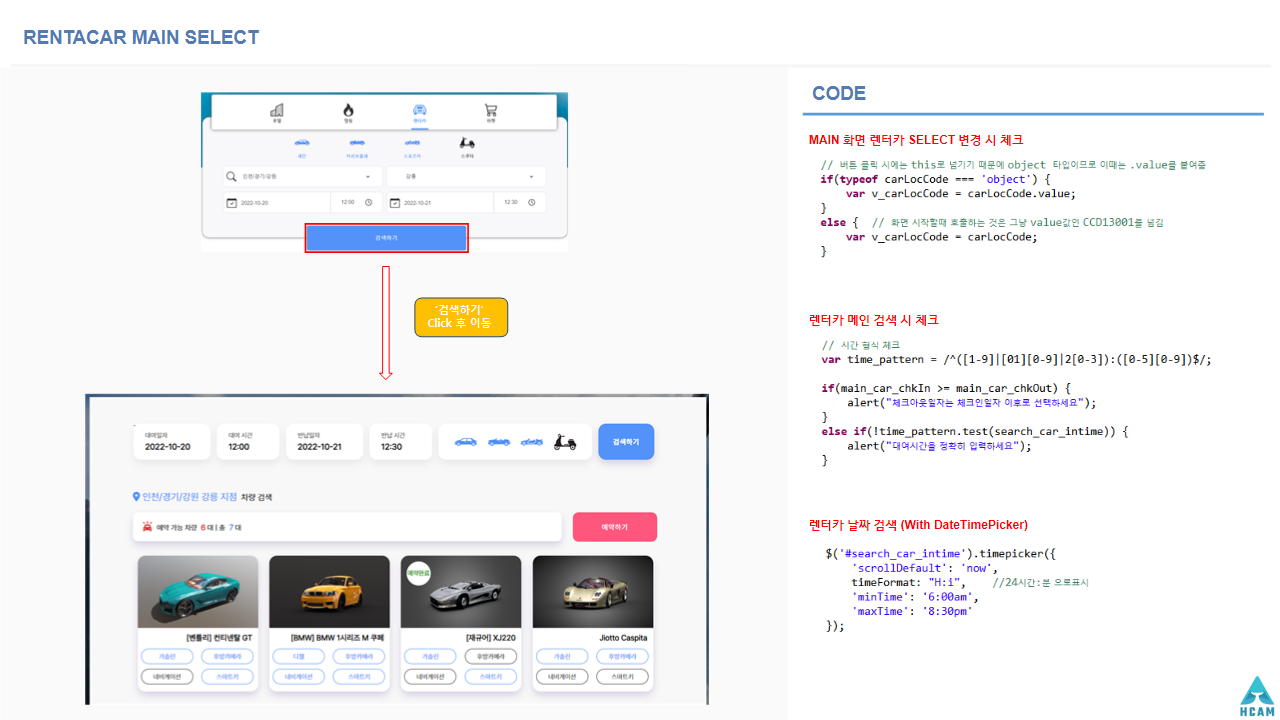 RENTACAR MAIN SELECT
호텔
캠핑
렌터카
마켓
세단
카브리올레
스포츠카
스쿠터
인천/경기/강원
강릉
2022-10-20
12:00
2022-10-21
12:30
검색하기
'검색하기'
Click 후 이동
대여일자
2022-10-20
대여 시간
12:00
반납일자
2022-10-21
반납 시간
12:30
검색하기
인천/경기/강원 강릉 지점 차량 검색
예약 가능 차량 6 대 | 총 7 대
예약하기
예약완료
[벤틀리] 컨티넨탈 GT
가솔린
후방카메라
네비게이션
스마트키
[BMW] BMW 1시리즈 M 쿠페
디젤
후방카메라
네비게이션
스마트키
[재규어] XJ220
가솔린
후방카메라
네비게이션
스마트키
Jiotto Caspita
가솔린
후방카메라
네비게이션
스마트키
CODE
MAIN 화면 렌터카 SELECT 변경 시 체크
// 버튼 클릭 시에는 this로 넘기기 때문에 object 타입이므로 이때는 .value를 붙여줌
if(typeof carLocCode === 'object') {
var v_carLocCode = carLocCode.value;
}
else { // 화면 시작할때 호출하는 것은 그냥 value값인 CCD13001를 넘김
var v_carLocCode = carLocCode;
}
렌터카 메인 검색 시 체크
// 시간 형식 체크
var time_pattern = /^([1-9]|[01][0-9]|2[0-3]):([0-5][0-9])$/;
if(main_car_chkIn >= main_car_chkOut) {
alert("체크아웃일자는 체크인일자 이후로 선택하세요");
}
else if(!time_pattern.test(search_car_intime)) {
alert("대여시간을 정확히 입력하세요");
}
렌터카 날짜 검색 (With DateTimePicker)
$('#search_car_intime').timepicker({
'scrollDefault': 'now',
timeFormat: "H:i", //24시간:분 으로표시
'minTime': '6:00am',
'maxTime': '8:30pm'
});
HCAM